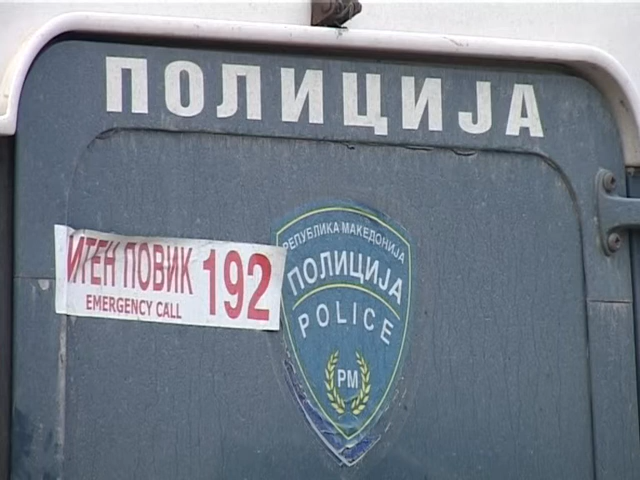 ПОЛИЦИЈА
ИТЕН ПОВИК 192
EMERGENCY CALL
РЕПУБЛИКА МАКЕДОНИЈА
ПОЛИЦИЈА
POLICE
РМ